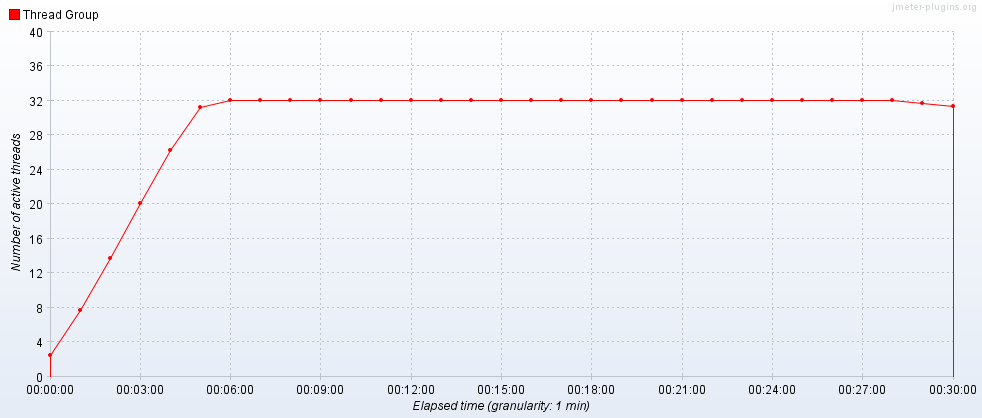 jmeter-plugins.org
Thread Group
40
36
32
28
24
20
16
12
8
4
0
Number of active threads
00:00:00 00:03:00 00:06:00 00:09:00 00:12:00 00:15:00 00:18:00 00:21:00 00:24:00 00:27:00 00:30:00
Elapsed time (granularity: 1 min)